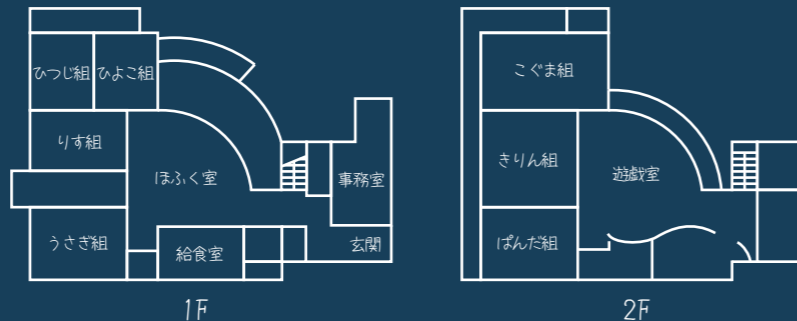 ひつじ組
ひよこ組
りす組
ほふく室
事務室
うさぎ組
給食室
玄関
1F
こぐま組
きりん組
遊戯室
ぱんだ組
2F